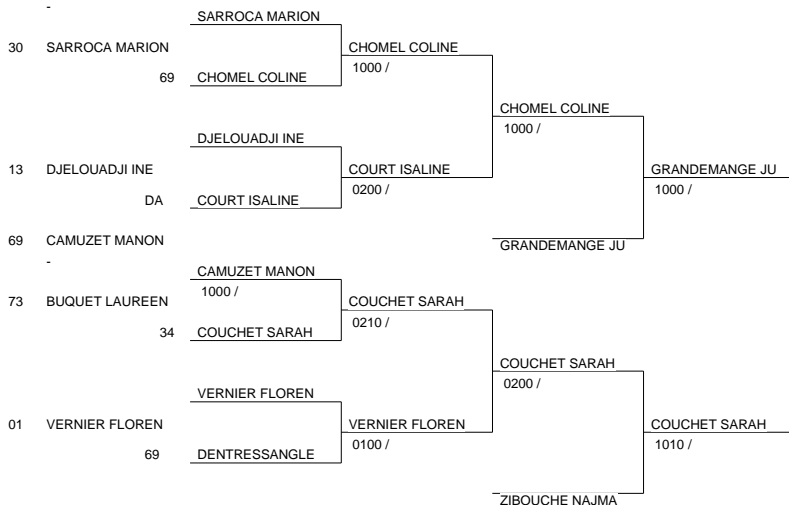 -
SARROCA MARION
30 SARROCA MARION CHOMEL COLINE
1000 /
69 CHOMEL COLINE
CHOMEL COLINE
1000 /
DJELOUADJI INE
13 DJELOUADJI INE COURT ISALINE GRANDEMANGE JU
0200 / 1000 /
DA COURT ISALINE
69 CAMUZET MANON
GRANDEMANGE JU
-
CAMUZET MANON
1000 /
73 BUQUET LAUREEN COUCHET SARAH
0210 /
34 COUCHET SARAH
COUCHET SARAH
0200 /
VERNIER FLOREN
01 VERNIER FLOREN VERNIER FLOREN COUCHET SARAH
0100 / 1010 /
69 DENTRESSANGLE
ZIBOUCHE NAJMA